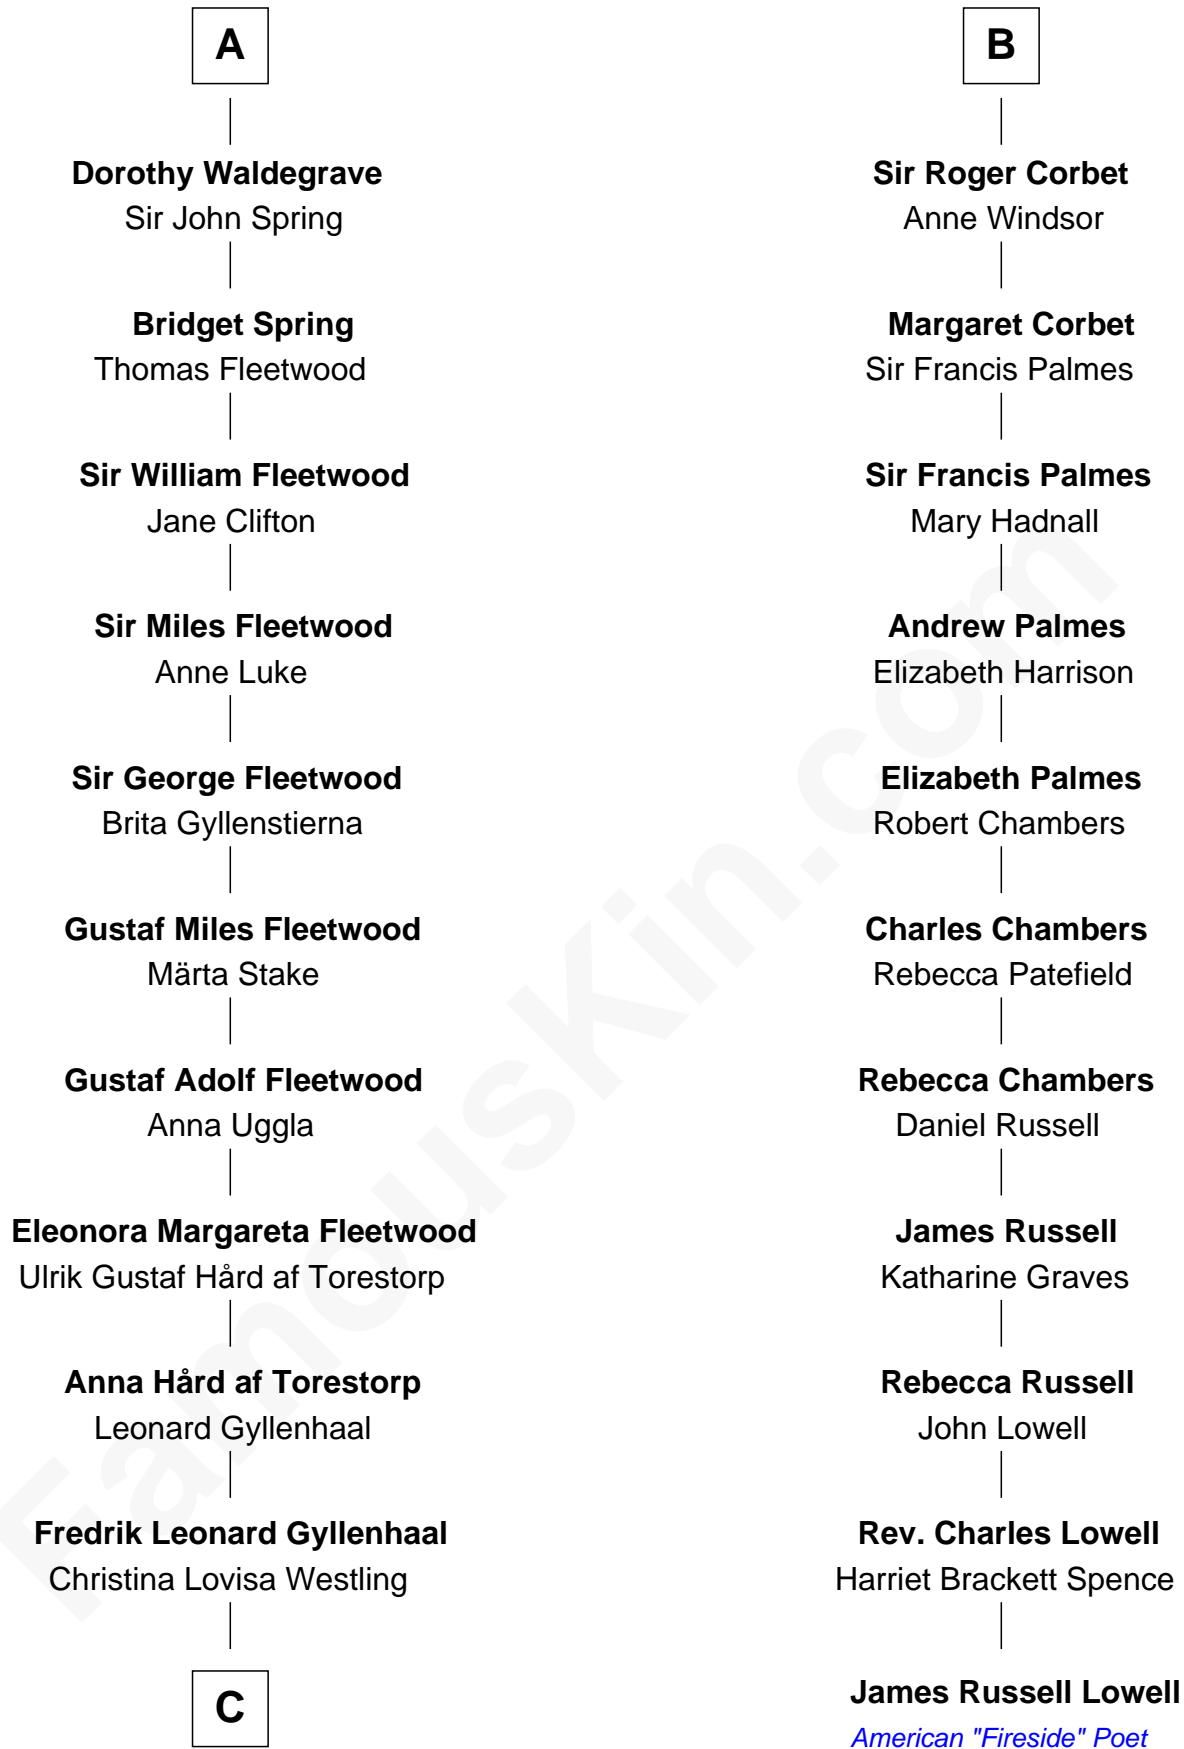 A
Dorothy Waldegrave
Sir John Spring
Bridget Spring
Thomas Fleetwood
Sir William Fleetwood
Jane Clifton
Sir Miles Fleetwood
Anne Luke
Sir George Fleetwood
Brita Gyllenstierna
Gustaf Miles Fleetwood
Märta Stake
Gustaf Adolf Fleetwood
Anna Uggla
Eleonora Margareta Fleetwood
Ulrik Gustaf Hård af Torestorp
Anna Hård af Torestorp
Leonard Gyllenhaal
Fredrik Leonard Gyllenhaal
Christina Lovisa Westling
C
B
Sir Roger Corbet
Anne Windsor
Margaret Corbet
Sir Francis Palmes
Sir Francis Palmes
Mary Hadnall
Andrew Palmes
Elizabeth Harrison
Elizabeth Palmes
Robert Chambers
Charles Chambers
Rebecca Patefield
Rebecca Chambers
Daniel Russell
James Russell
Katharine Graves
Rebecca Russell
John Lowell
Rev. Charles Lowell
Harriet Brackett Spence
James Russell Lowell
American "Fireside" Poet
FamousKin.com